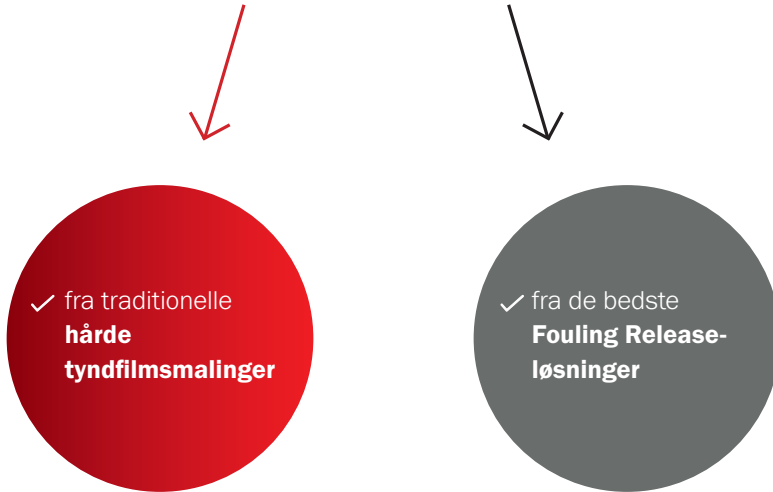 fra traditionelle
hårde
tyndfilmsmalinger
fra de bedste
Fouling Release-
løsninger